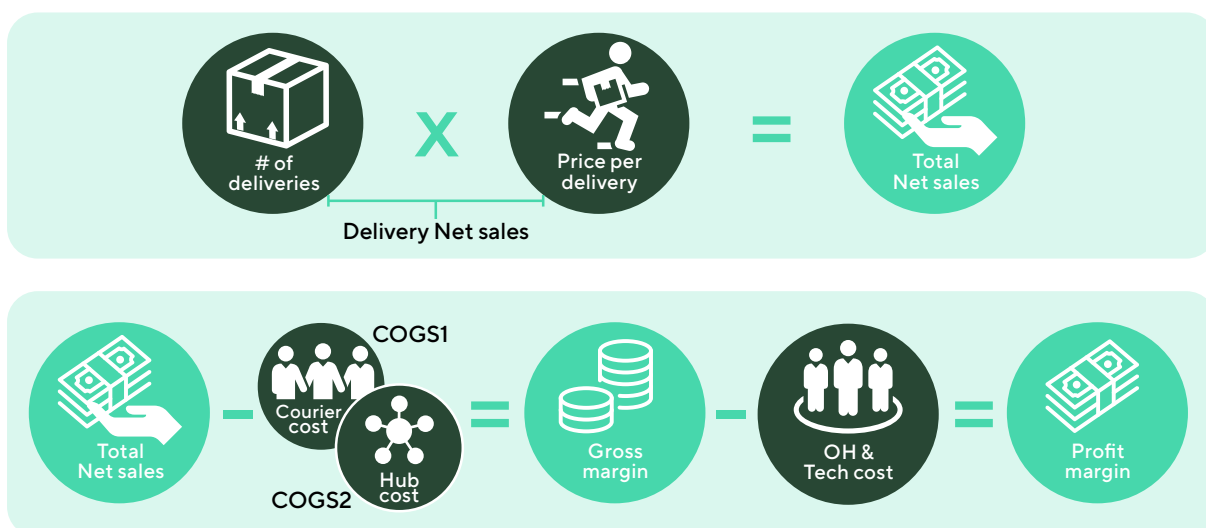 # of
deliveries
X
Price per
delivery
=
Total
Net sales
Delivery Net sales
Total
Net sales
-
COGS1
Courier
cost
Hub
cost
COGS2
=
Gross
margin
-
OH &
Tech cost
=
Profit
margin